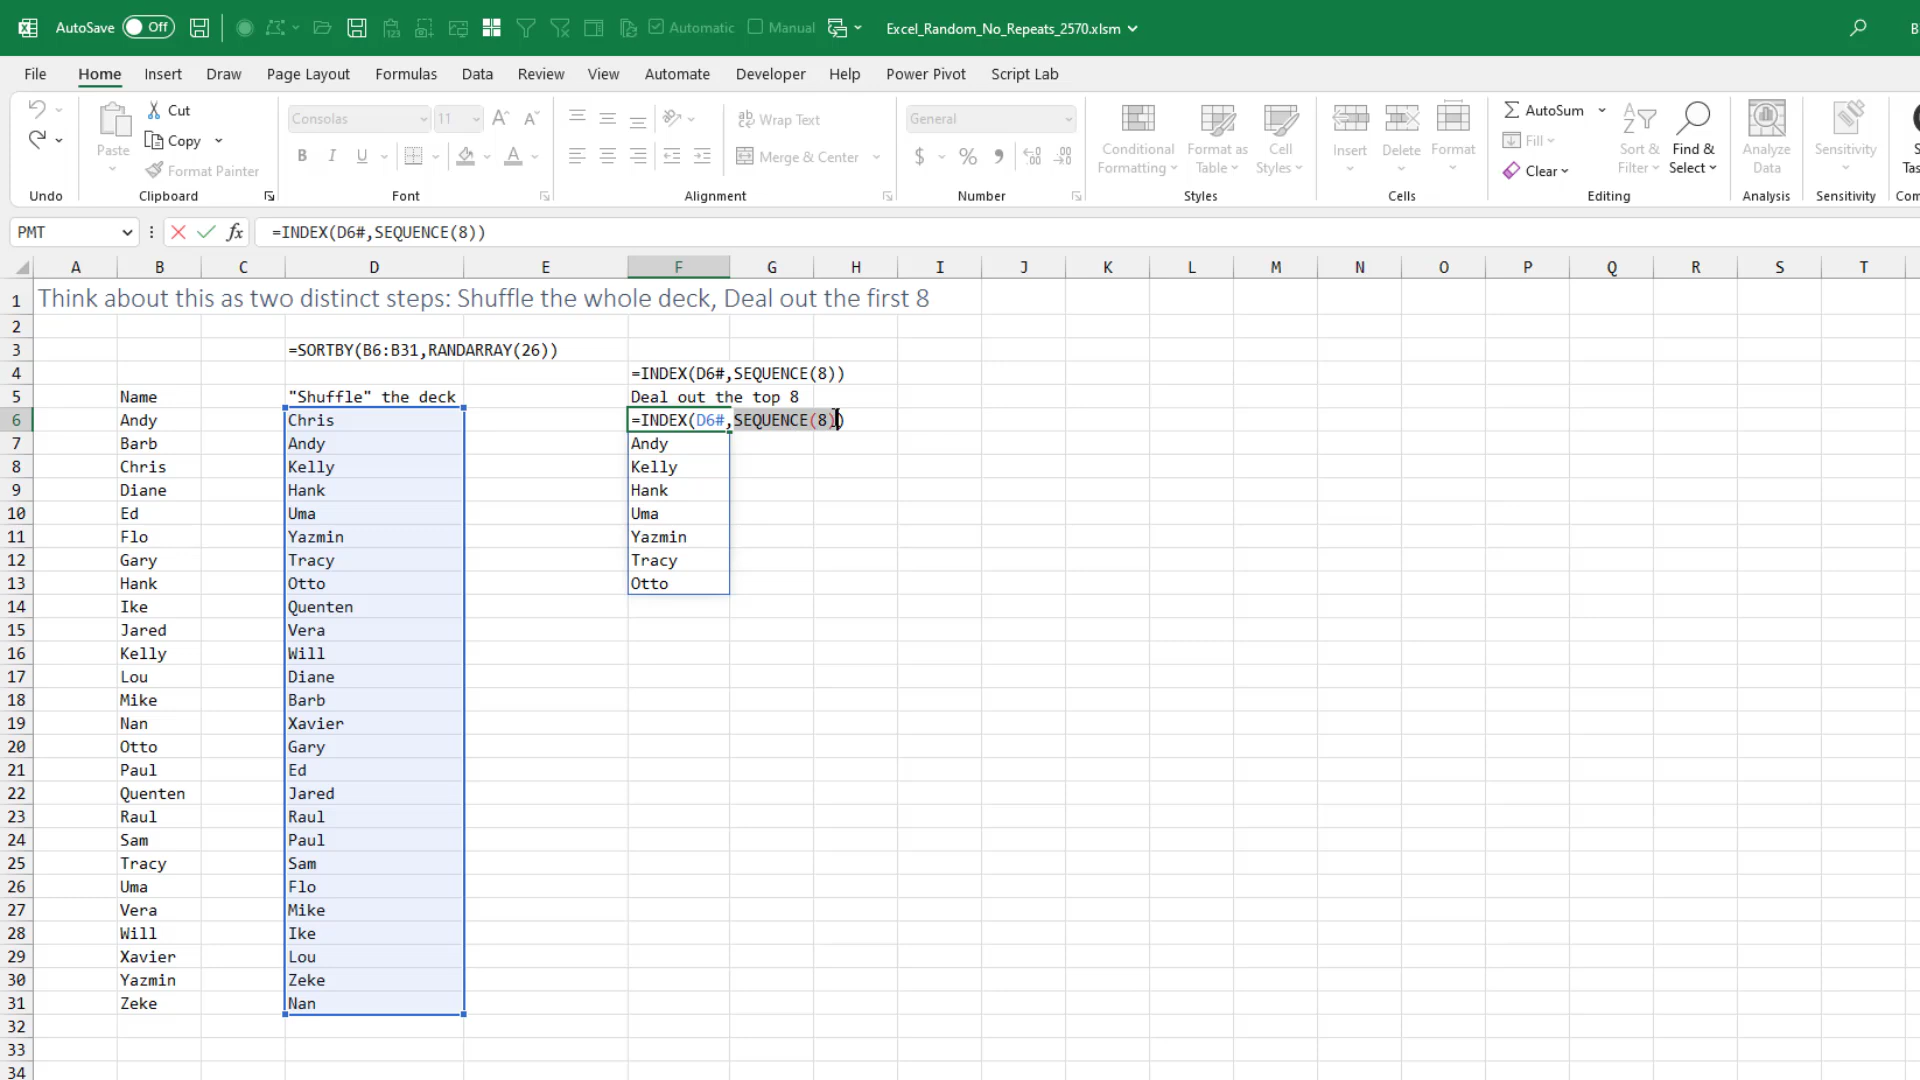 AutoSave Off Automatic Manual Excel_Random_No_Repeats_2570.xlsm
File Home Insert Draw Page Layout Formulas Data Review View Automate Developer Help Power Pivot Script Lab
Cut
Copy
Format Painter
Paste
Consolas 11
B I U
Wrap Text
Merge & Center
General
$ %
Conditional Formatting
Format as Table
Cell Styles
Insert Delete Format
AutoSum
Fill
Clear
Sort & Filter
Find & Select
Analyze Data
Sensitivity
Undo Clipboard Font Alignment Number Styles Cells Editing Analysis Sensitivity
PMT fx =INDEX(D6#,SEQUENCE(8))
A B C D E F G H I J K L M N O P Q R S T
1 Think about this as two distinct steps: Shuffle the whole deck, Deal out the first 8
2
3 =SORTBY(B6:B31,RANDARRAY(26))
4 =INDEX(D6#,SEQUENCE(8))
5 Name "Shuffle" the deck Deal out the top 8
6 Andy Chris =INDEX(D6#,SEQUENCE(8))
7 Barb Andy Andy
8 Chris Kelly Kelly
9 Diane Hank Hank
10 Ed Uma Uma
11 Flo Yazmin Yazmin
12 Gary Tracy Tracy
13 Hank Otto Otto
14 Ike Quenten
15 Jared Vera
16 Kelly Will
17 Lou Diane
18 Mike Barb
19 Nan Xavier
20 Otto Gary
21 Paul Ed
22 Quenten Jared
23 Raul Raul
24 Sam Paul
25 Tracy Sam
26 Uma Flo
27 Vera Mike
28 Will Ike
29 Xavier Lou
30 Yazmin Zeke
31 Zeke Nan
32
33
34